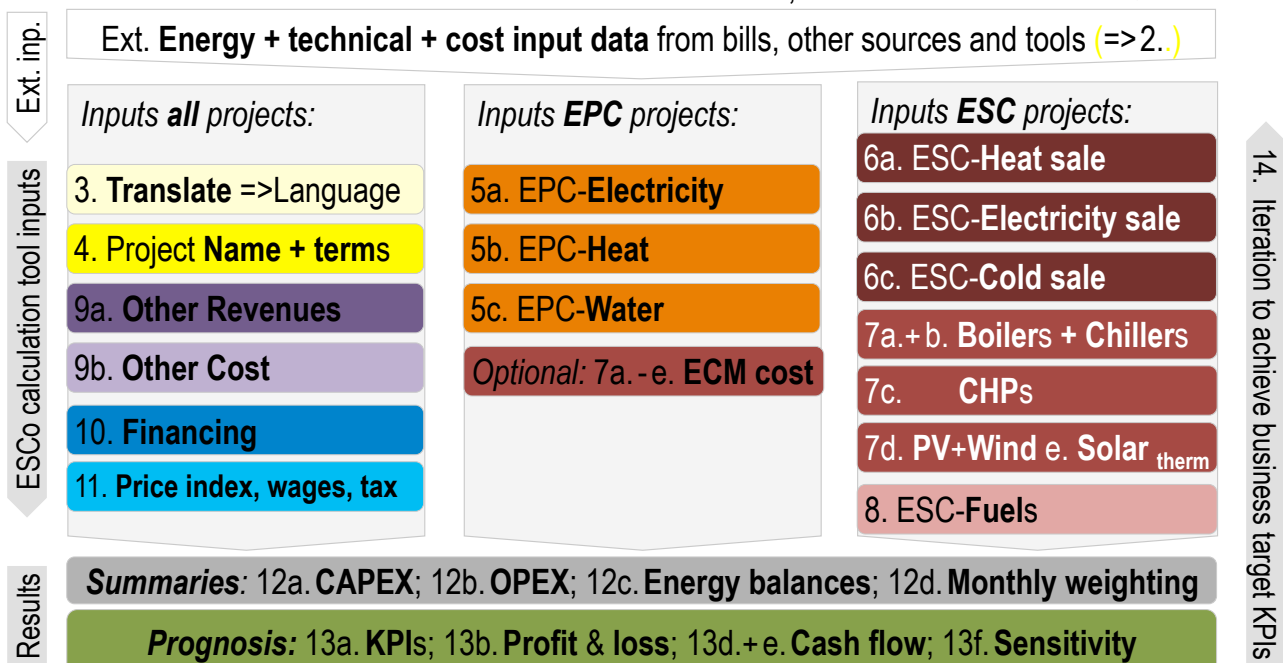 Ext. inp.
Ext. Energy + technical + cost input data from bills, other sources and tools (=>2..)
ESCo calculation tool inputs
Inputs all projects:
3. Translate =>Language
4. Project Name + terms
9a. Other Revenues
9b. Other Cost
10. Financing
11. Price index, wages, tax
Inputs EPC projects:
5a. EPC-Electricity
5b. EPC-Heat
5c. EPC-Water
Optional: 7a.-e. ECM cost
Inputs ESC projects:
6a. ESC-Heat sale
6b. ESC-Electricity sale
6c. ESC-Cold sale
7a.+b. Boilers + Chillers
7c. CHPs
7d. PV+Wind e. Solar therm
8. ESC-Fuels
14. Iteration to achieve business target KPIs
Results
Summaries: 12a. CAPEX; 12b. OPEX; 12c. Energy balances; 12d. Monthly weighting
Prognosis: 13a. KPIs; 13b. Profit & loss; 13d.+e. Cash flow; 13f. Sensitivity